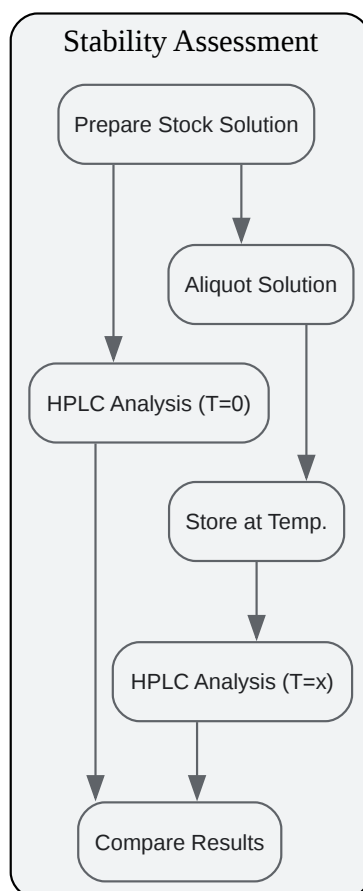 Stability Assessment
Prepare Stock Solution
Aliquot Solution
HPLC Analysis (T=0)
Store at Temp.
HPLC Analysis (T=x)
Compare Results